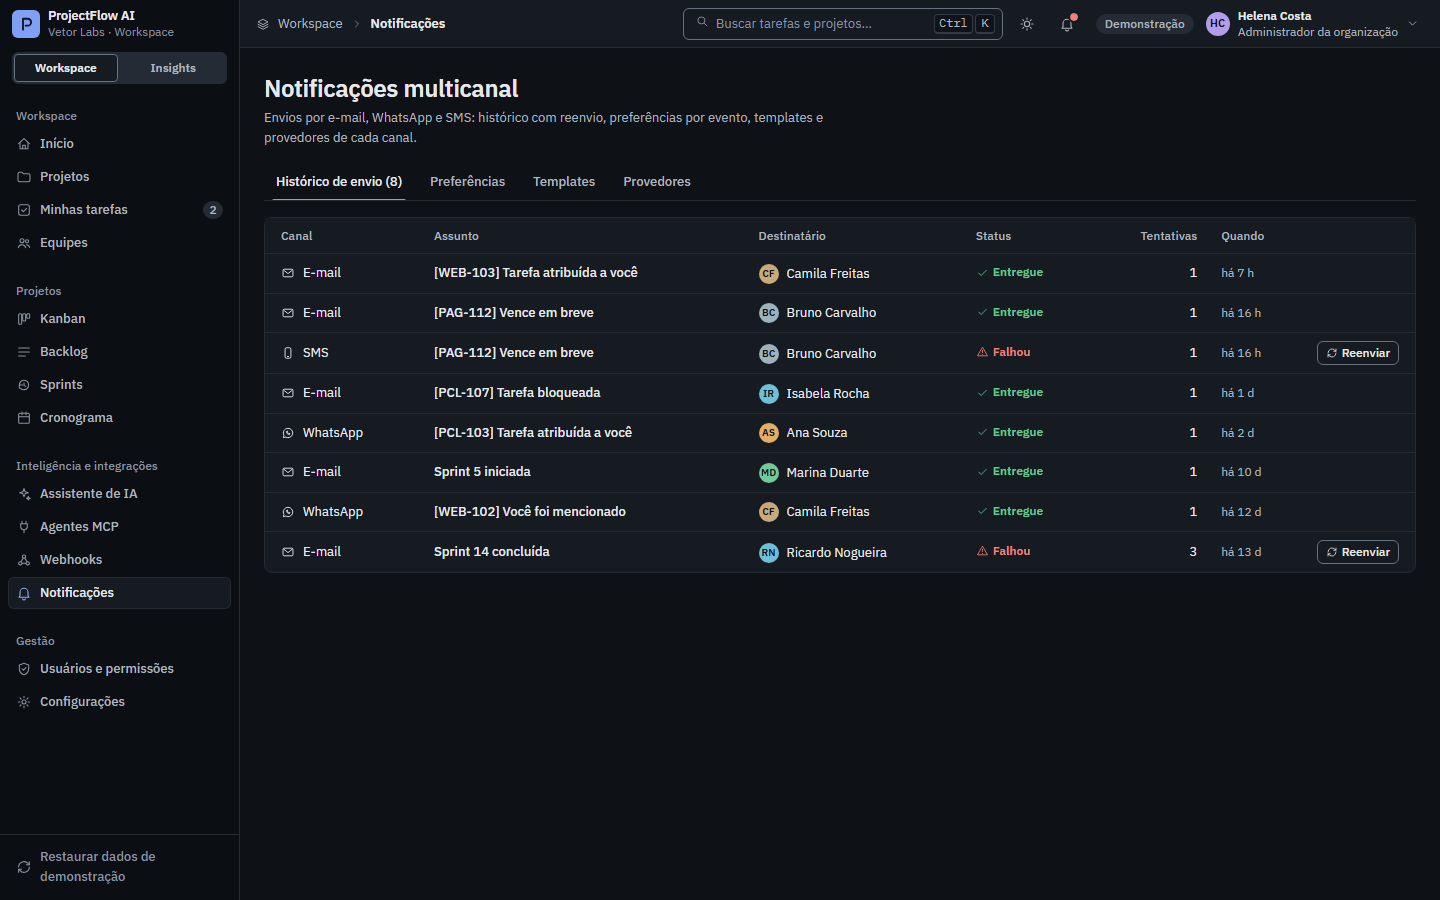 ProjectFlow AI
Vetor Labs · Workspace
Workspace
Insights
Workspace
Início
Projetos
Minhas tarefas
2
Equipes
Projetos
Kanban
Backlog
Sprints
Cronograma
Inteligência e integrações
Assistente de IA
Agentes MCP
Webhooks
Notificações
Gestão
Usuários e permissões
Configurações
Restaurar dados de
demonstração
Workspace > Notificações
Buscar tarefas e projetos...
Ctrl K
Demonstração
HC
Helena Costa
Administrador da organização
Notificações multicanal
Envios por e-mail, WhatsApp e SMS: histórico com reenvio, preferências por evento, templates e
provedores de cada canal.
Histórico de envio (8) Preferências Templates Provedores
Canal Assunto Destinatário Status Tentativas Quando
E-mail [WEB-103] Tarefa atribuída a você CF Camila Freitas Entregue 1 há 7 h
E-mail [PAG-112] Vence em breve BC Bruno Carvalho Entregue 1 há 16 h
SMS [PAG-112] Vence em breve BC Bruno Carvalho Falhou 1 há 16 h Reenviar
E-mail [PCL-107] Tarefa bloqueada IR Isabela Rocha Entregue 1 há 1 d
WhatsApp [PCL-103] Tarefa atribuída a você AS Ana Souza Entregue 1 há 2 d
E-mail Sprint 5 iniciada MD Marina Duarte Entregue 1 há 10 d
WhatsApp [WEB-102] Você foi mencionado CF Camila Freitas Entregue 1 há 12 d
E-mail Sprint 14 concluída RN Ricardo Nogueira Falhou 3 há 13 d Reenviar